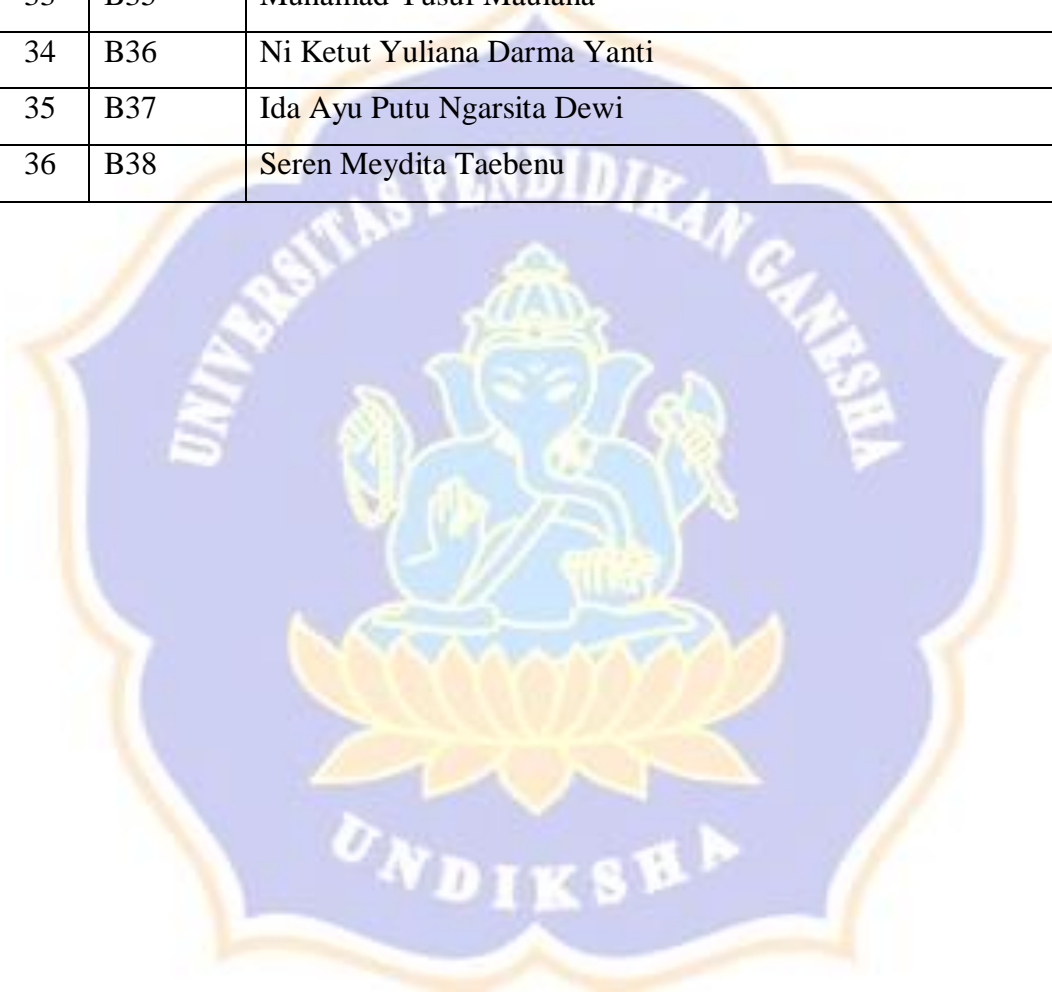 34 B36 Ni Ketut Yuliana Darma Yanti
35 B37 Ida Ayu Putu Ngarsita Dewi
36 B38 Seren Meydita Taebenu
UNIVERSITAS PENDIDIKAN GANESHA
UNDIKSHA